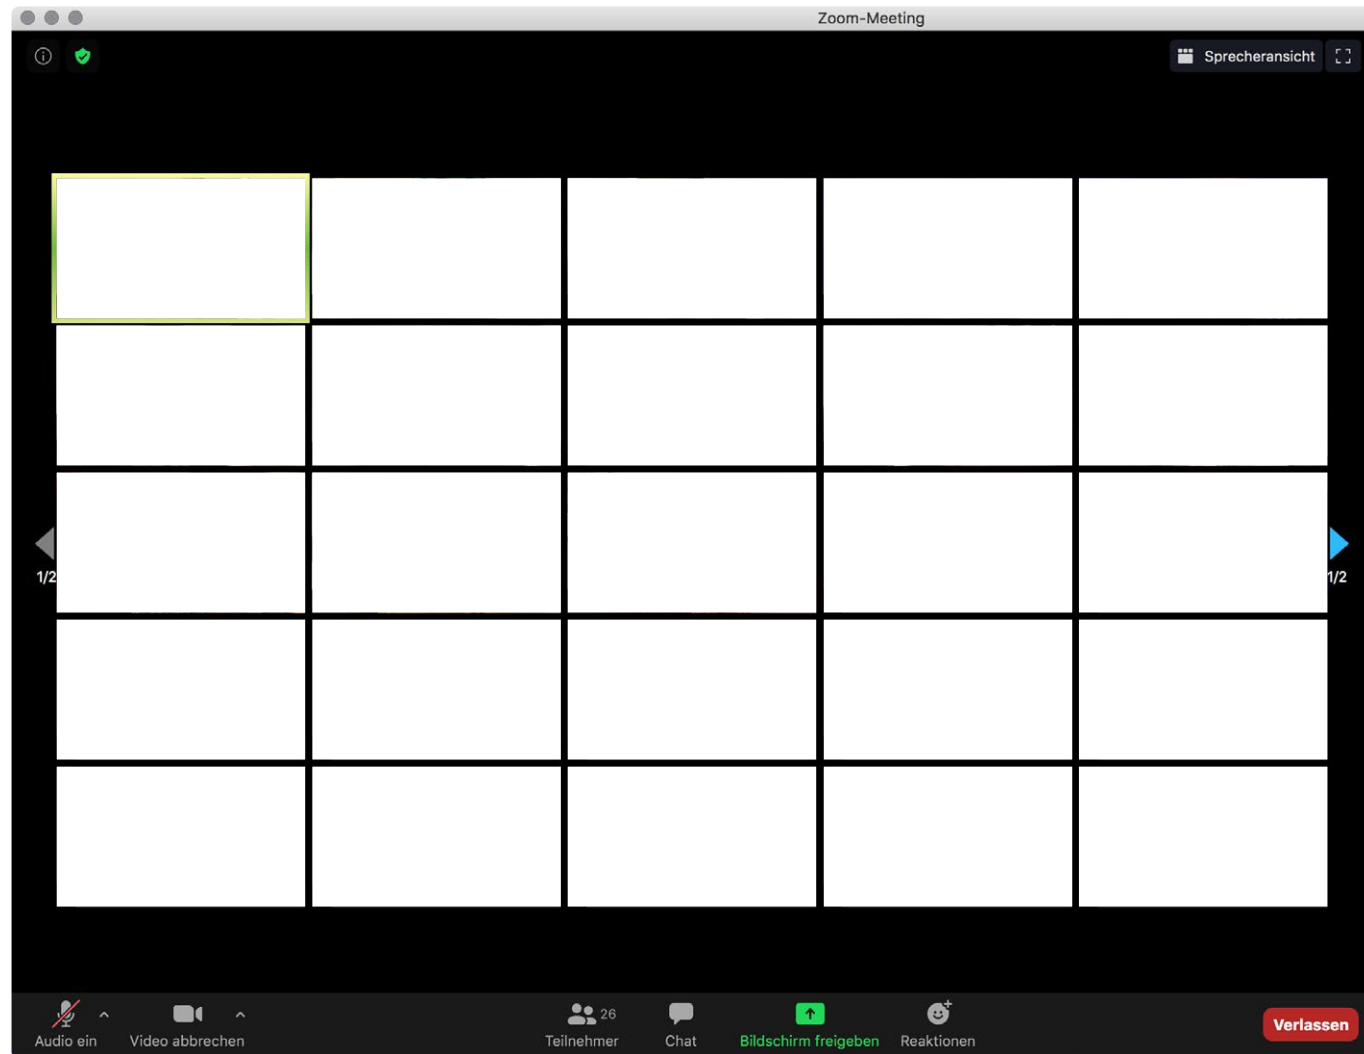 Zoom-Meeting
Sprecheransicht
1/2
1/2
26
Audio ein
Video abbrechen
Teilnehmer
Chat
Bildschirm freigeben
Reaktionen
Verlassen